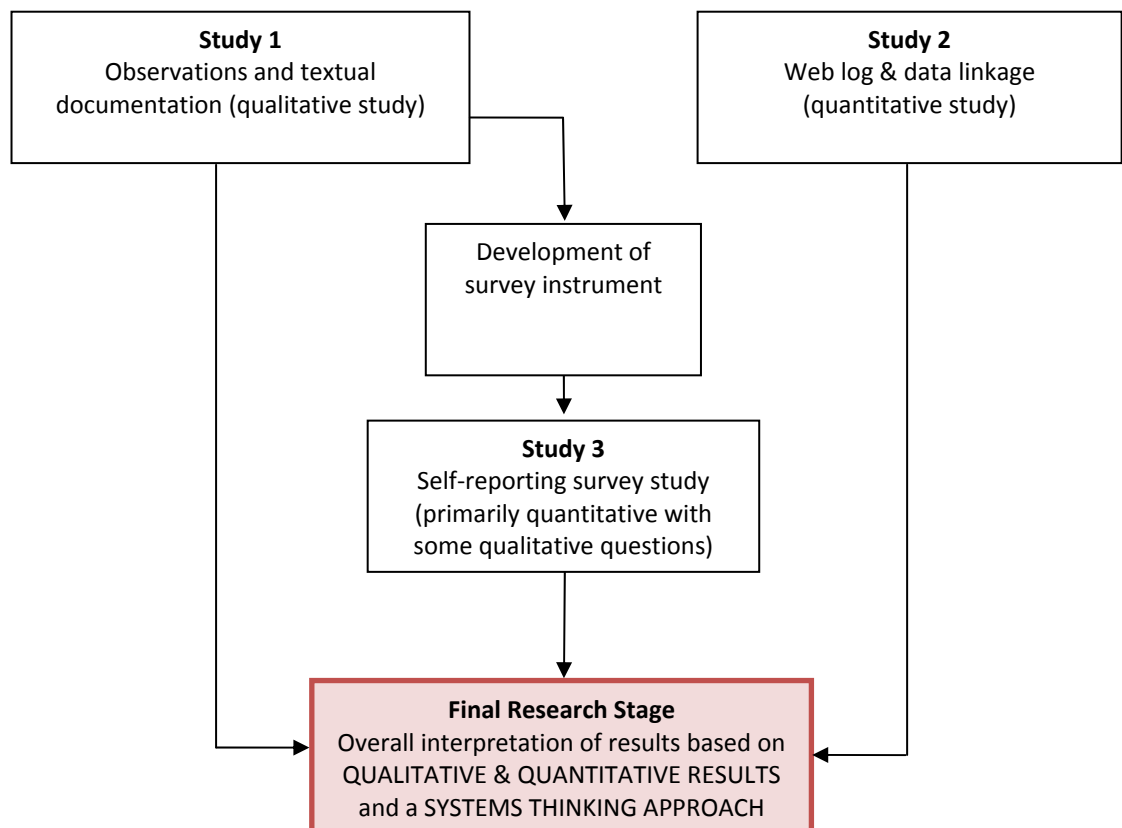 Study 1
Observations and textual
documentation (qualitative study)
Study 2
Web log & data linkage
(quantitative study)
Development of
survey instrument
Study 3
Self-reporting survey study
(primarily quantitative with
some qualitative questions)
Final Research Stage
Overall interpretation of results based on
QUALITATIVE & QUANTITATIVE RESULTS
and a SYSTEMS THINKING APPROACH